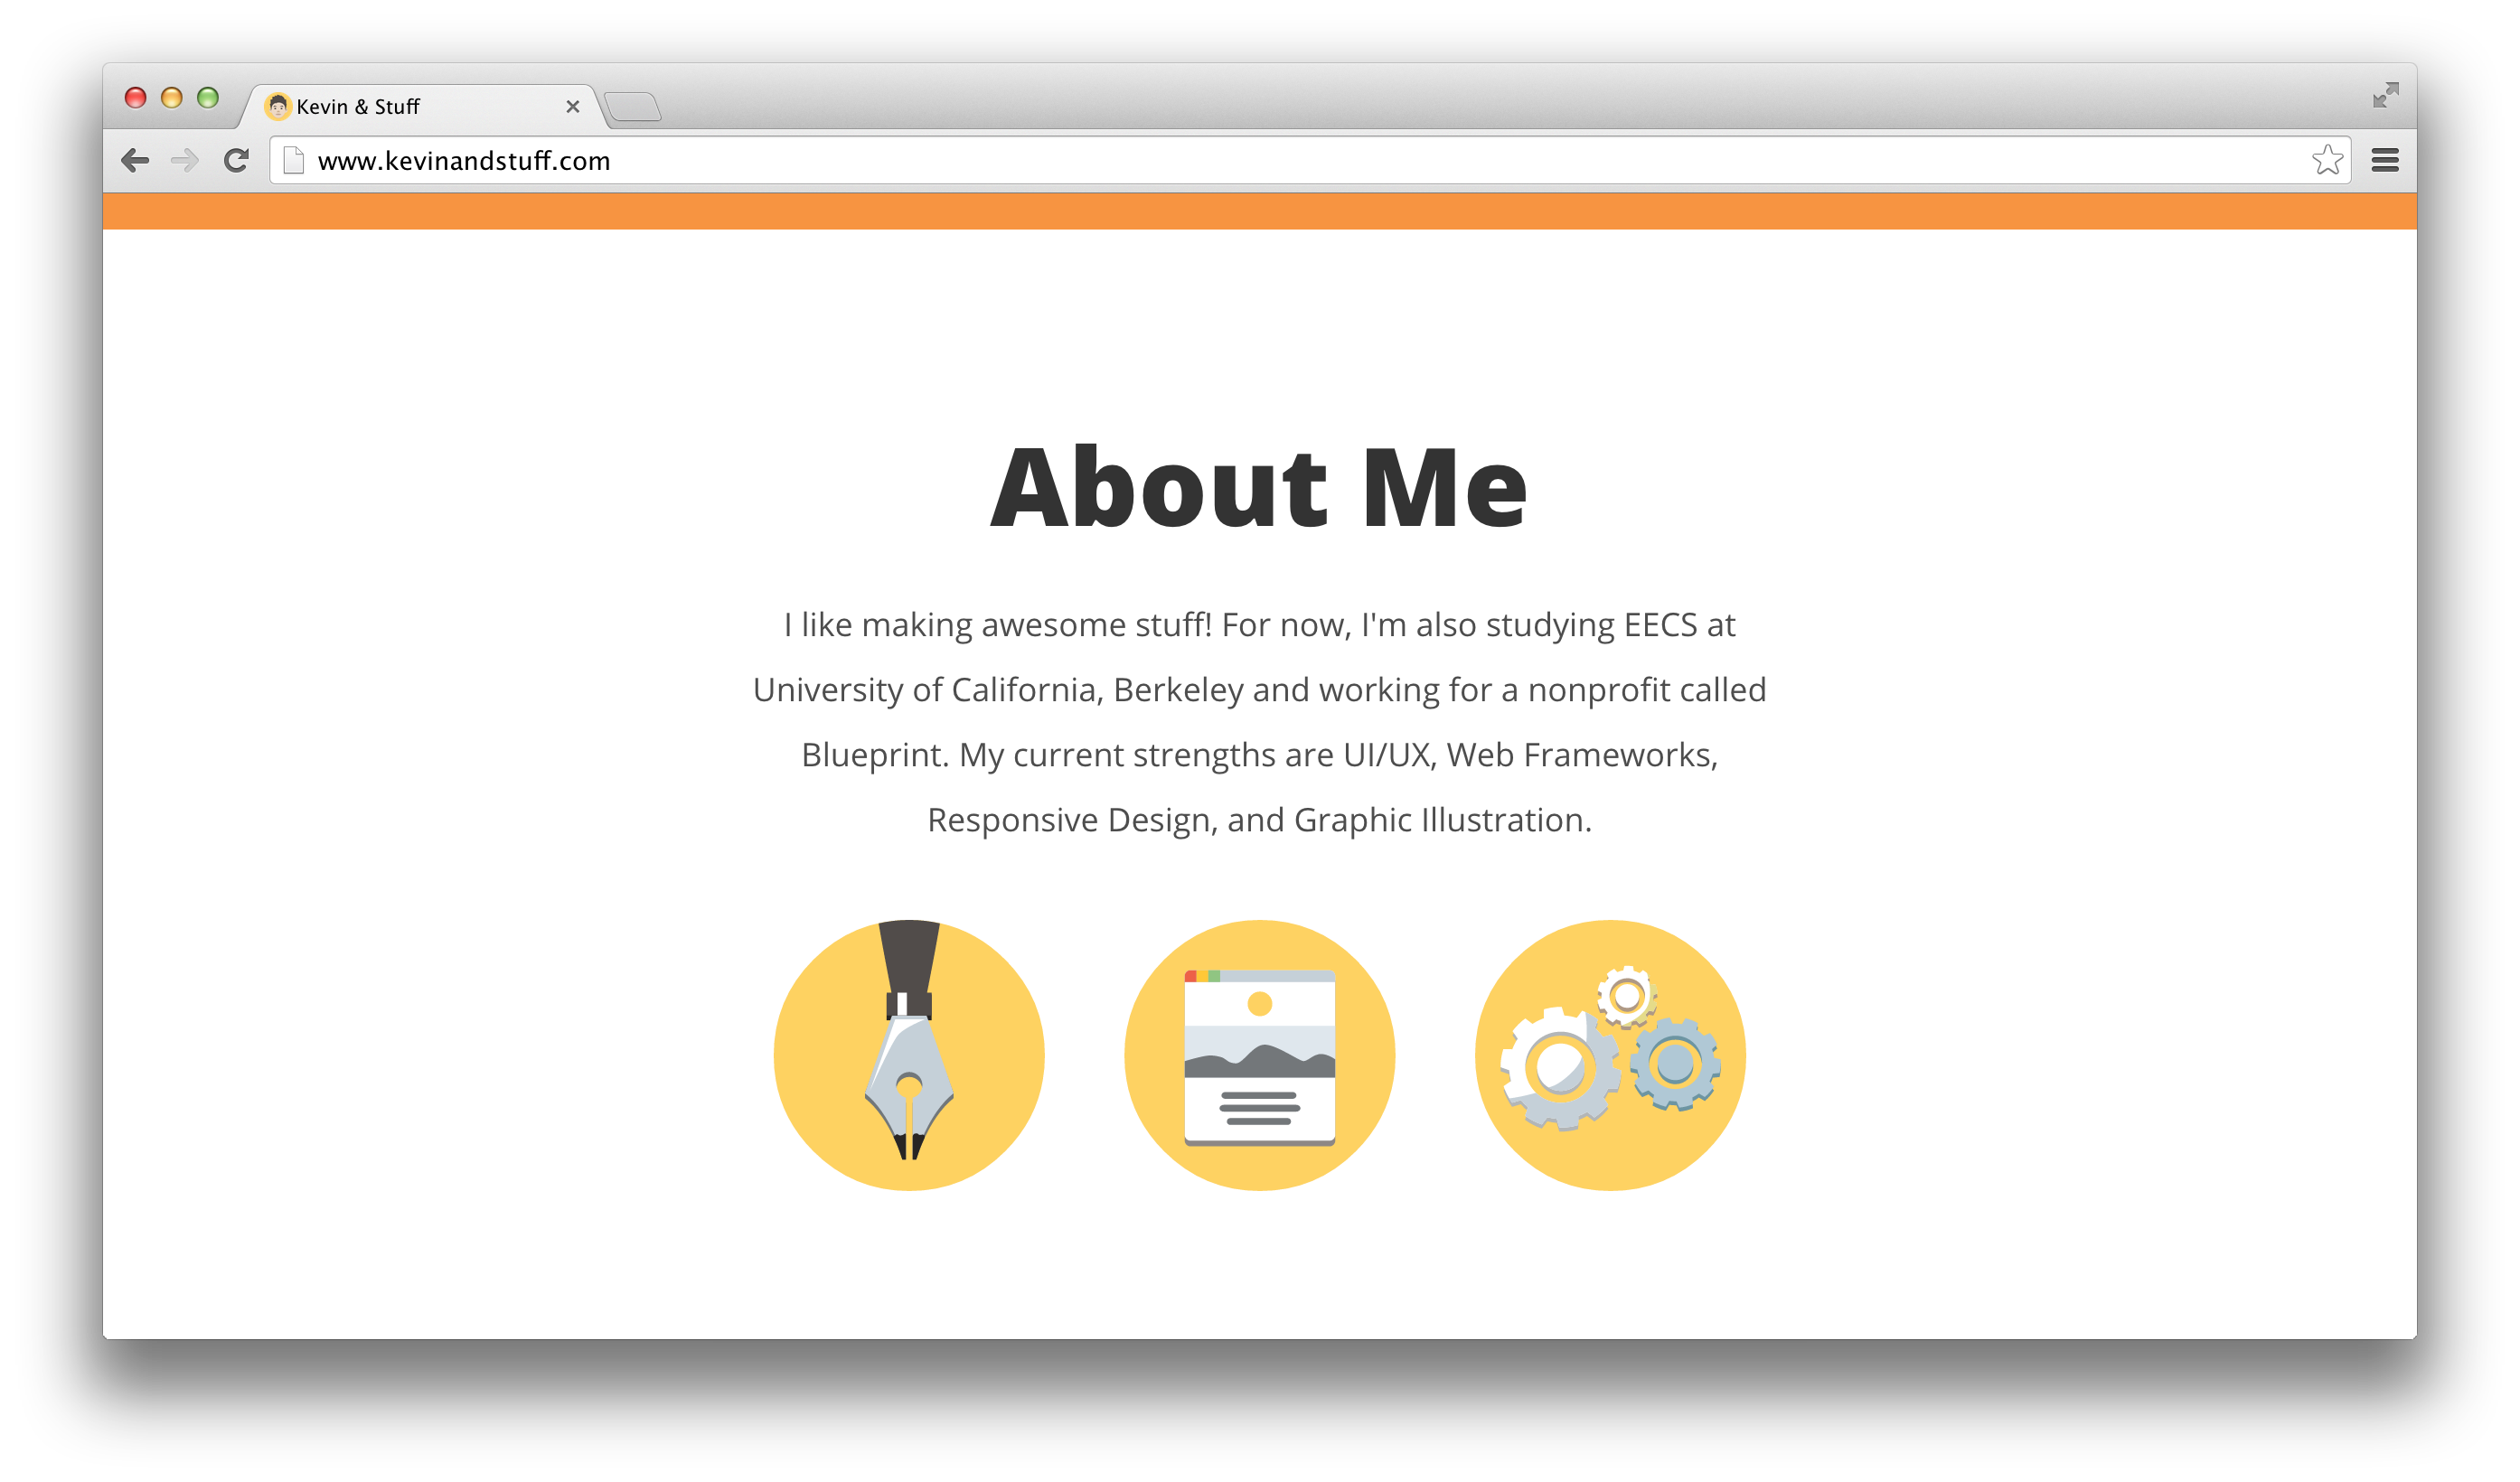 Kevin & Stuff
www.kevinandstuff.com
About Me
I like making awesome stuff! For now, I'm also studying EECS at
University of California, Berkeley and working for a nonprofit called
Blueprint. My current strengths are UI/UX, Web Frameworks,
Responsive Design, and Graphic Illustration.